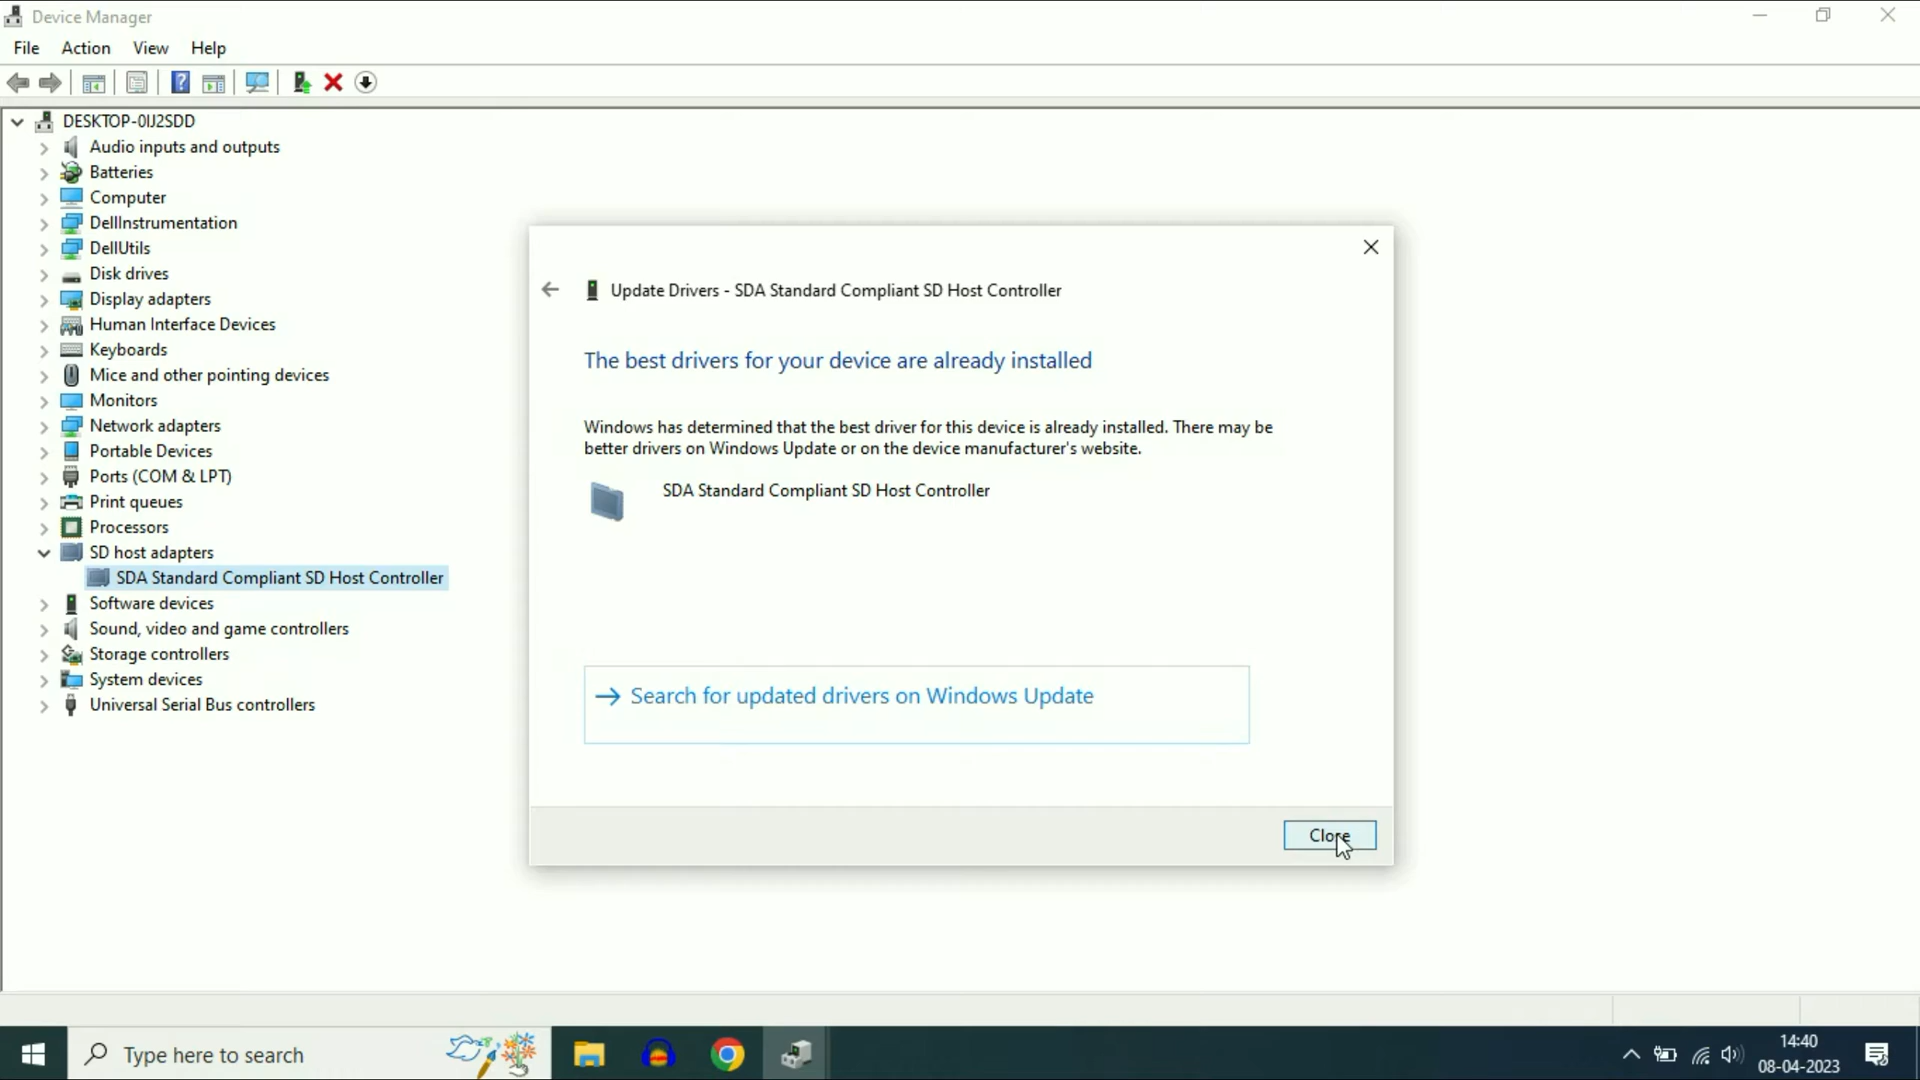 Device Manager
File Action View Help
DESKTOP-0IJ2SDD
Audio inputs and outputs
Batteries
Computer
DellInstrumentation
DellUtils
Disk drives
Display adapters
Human Interface Devices
Keyboards
Mice and other pointing devices
Monitors
Network adapters
Portable Devices
Ports (COM & LPT)
Print queues
Processors
SD host adapters
SDA Standard Compliant SD Host Controller
Software devices
Sound, video and game controllers
Storage controllers
System devices
Universal Serial Bus controllers
Update Drivers - SDA Standard Compliant SD Host Controller
The best drivers for your device are already installed
Windows has determined that the best driver for this device is already installed. There may be
better drivers on Windows Update or on the device manufacturer's website.
SDA Standard Compliant SD Host Controller
Search for updated drivers on Windows Update
Close
Type here to search
14:40
08-04-2023